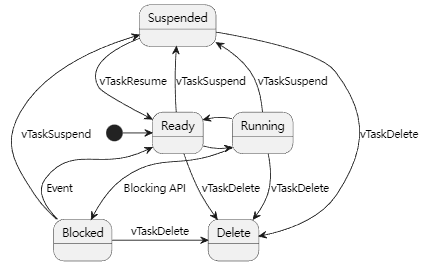 Suspended
vTaskResume
vTaskSuspend
vTaskSuspend
vTaskSuspend
vTaskDelete
Ready
Running
Event
Blocking API
vTaskDelete
vTaskDelete
Blocked
vTaskDelete
Delete